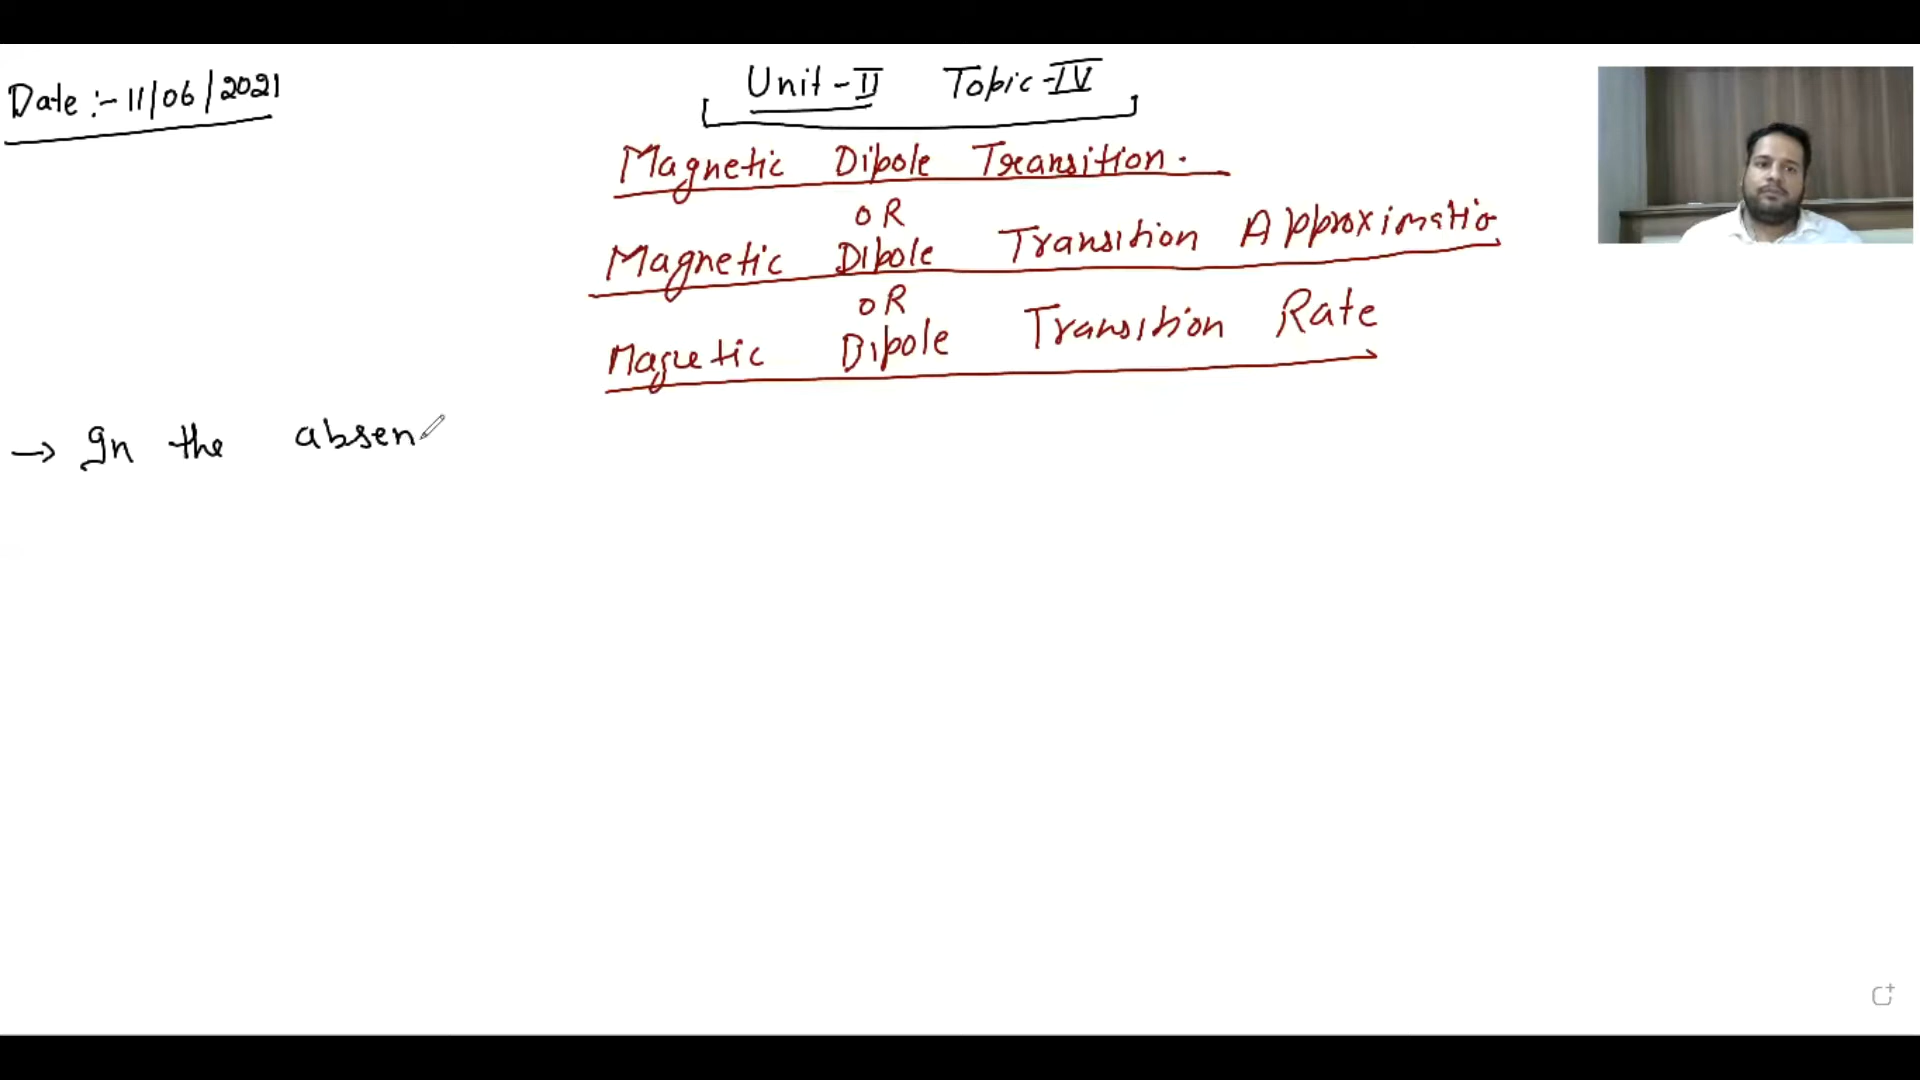 Date :- 11/06/2021
Unit-II Topic-IV
Magnetic Dipole Transition.
OR
Magnetic Dipole Transition Approximatio
OR
Magnetic Dipole Transition Rate
→ In the absen